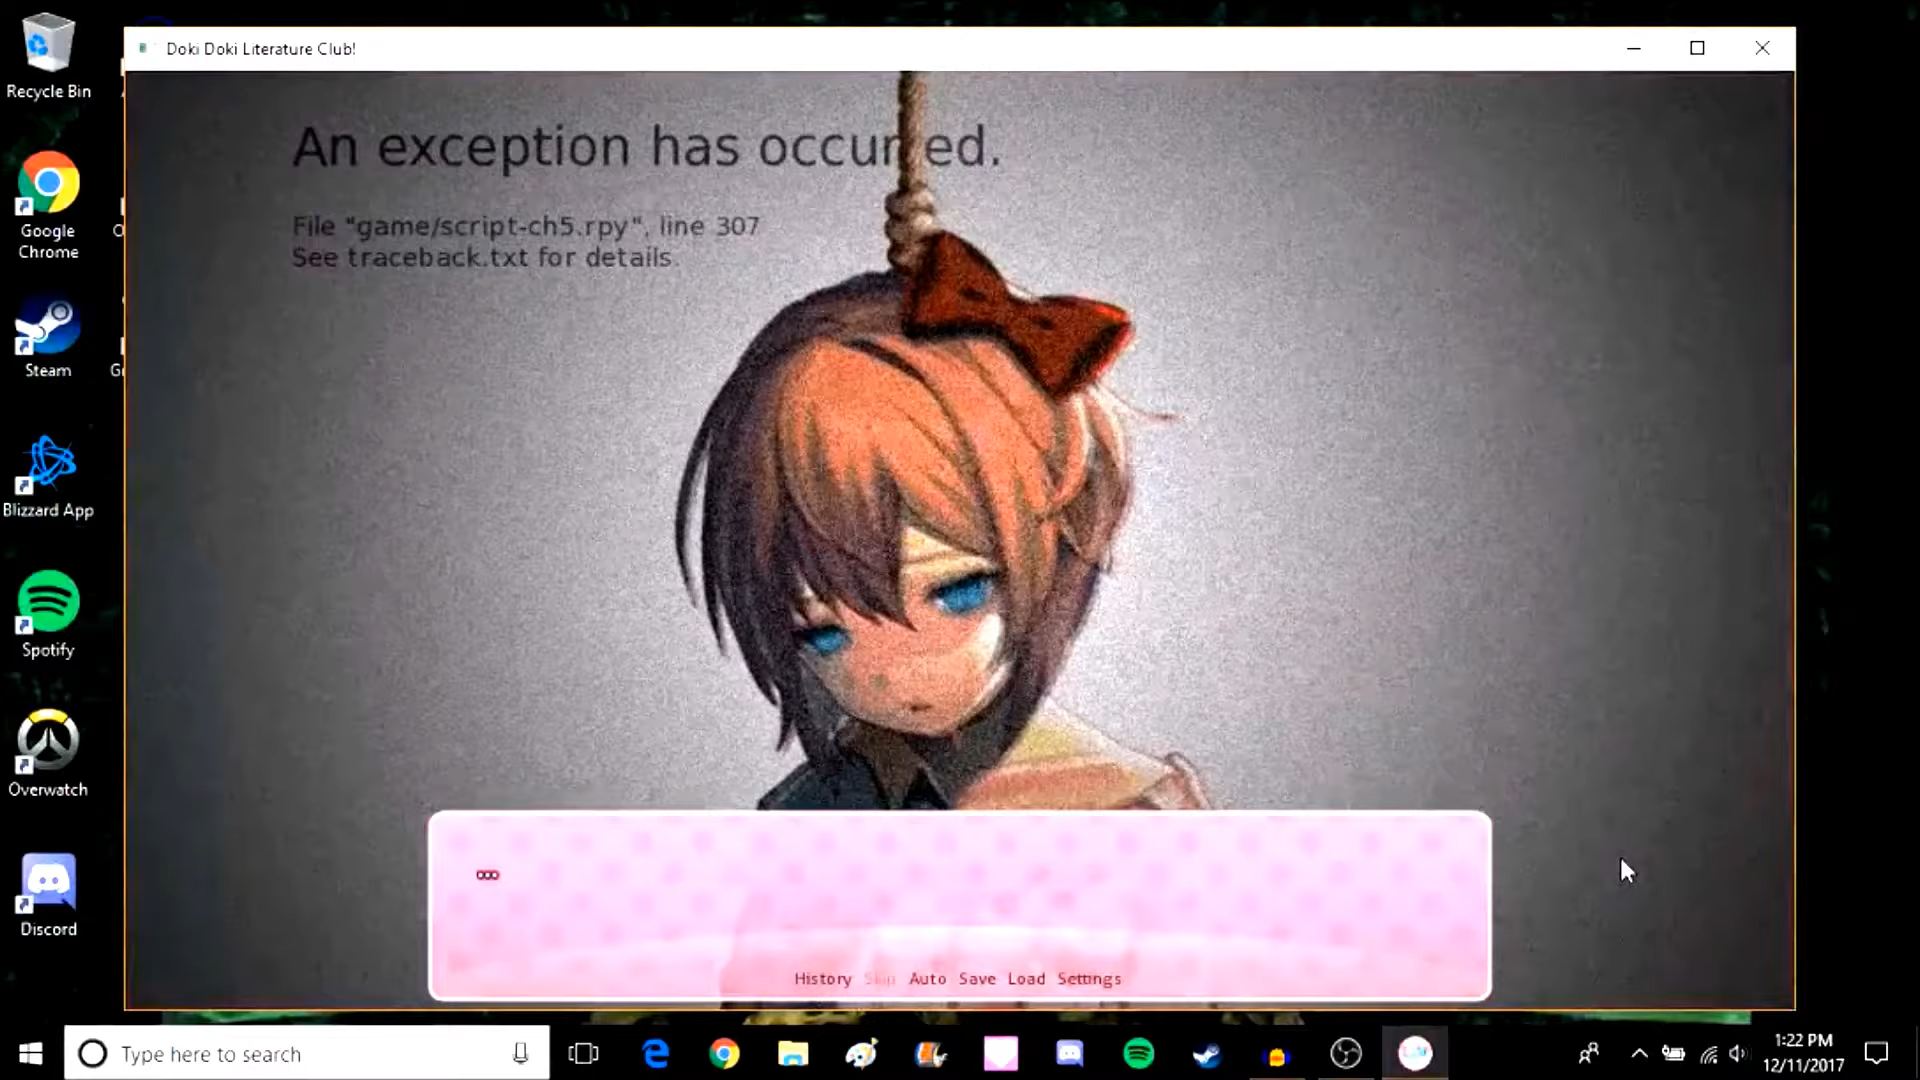 Doki Doki Literature Club!
Recycle Bin
An exception has occurred.
File "game/script-ch5.rpy", line 307
See traceback.txt for details.
Google
Chrome
Steam
Blizzard App
Spotify
Overwatch
Discord
...
History Skip Auto Save Load Settings
Type here to search
1:22 PM
12/11/2017